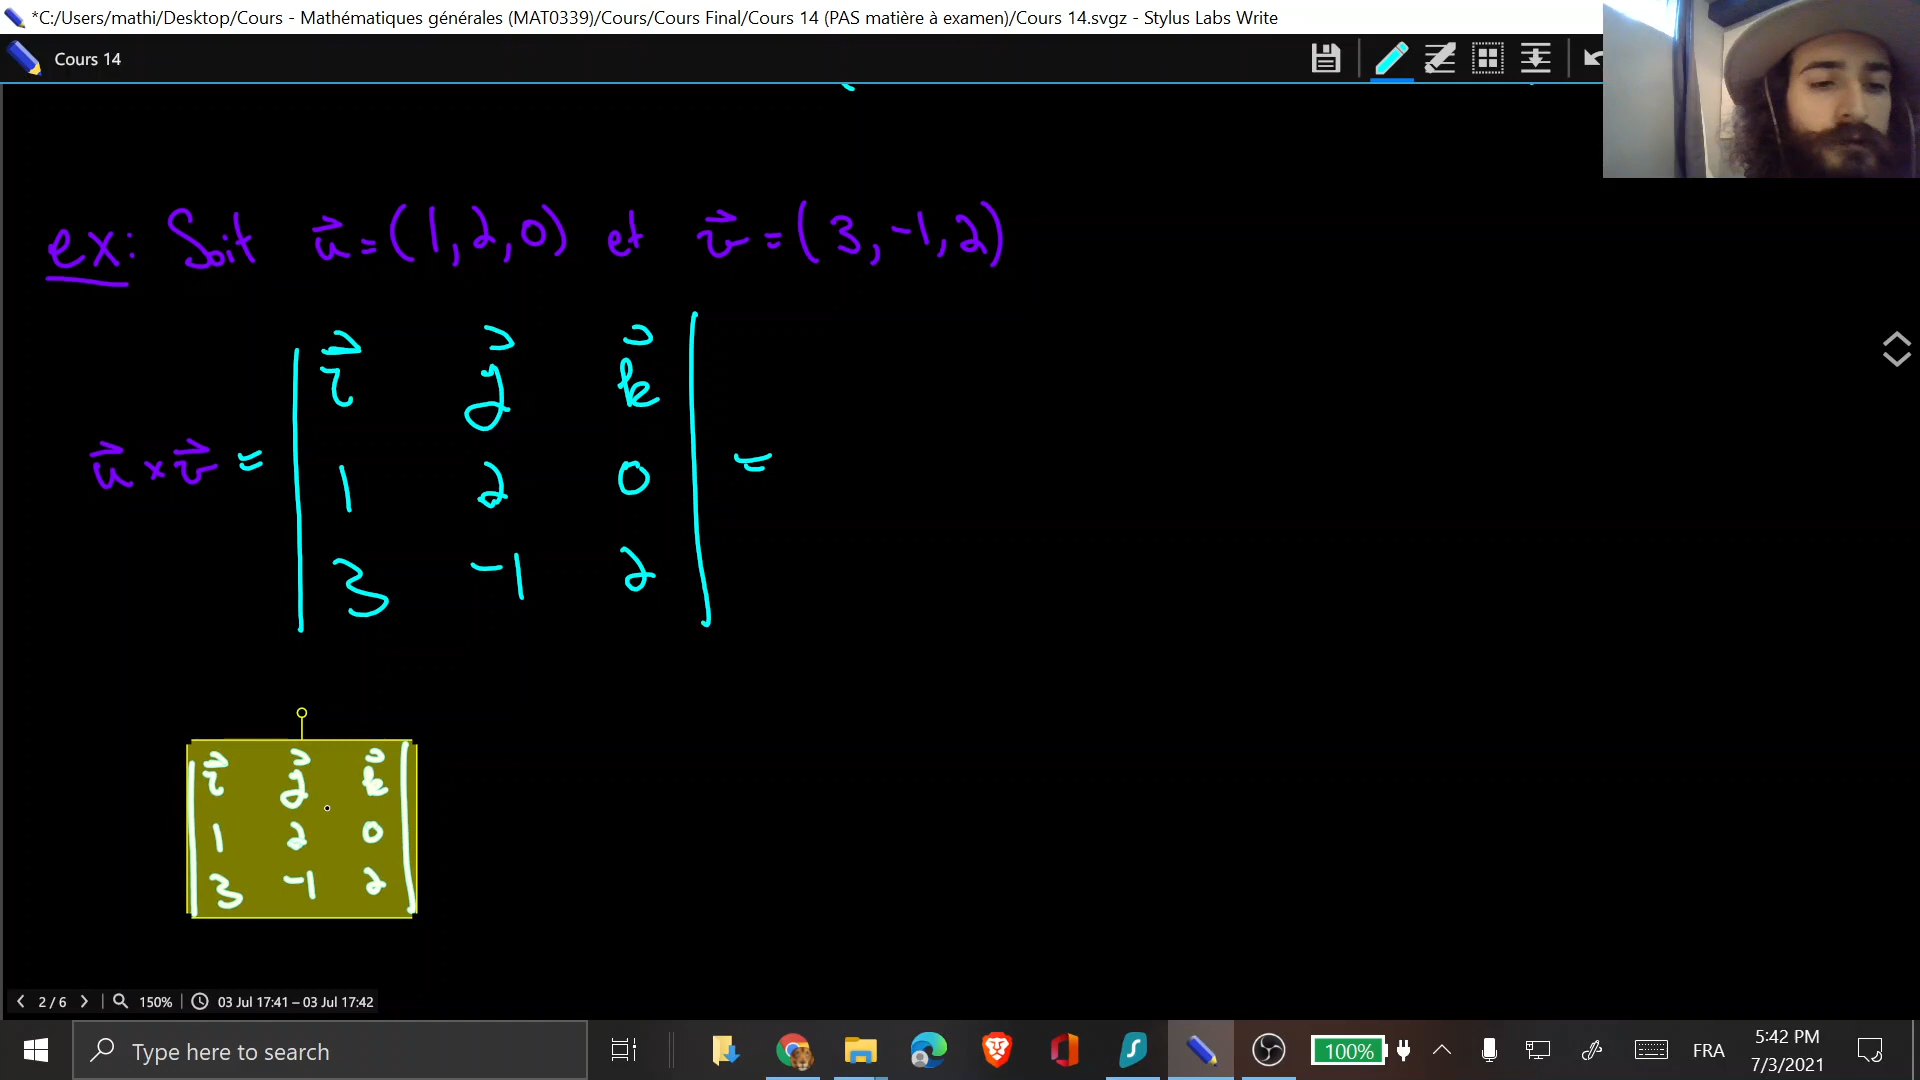 *C:/Users/mathi/Desktop/Cours - Mathématiques générales (MAT0339)/Cours/Cours Final/Cours 14 (PAS matière à examen)/Cours 14.svgz - Stylus Labs Write
Cours 14
ex: Soit u⃗ = (1, 2, 0) et v⃗ = (3, -1, 2)
i⃗ j⃗ k⃗
u⃗ × v⃗ = | 1 2 0 | =
3 -1 2
i⃗ j⃗ k⃗
1 2 0
3 -1 2
2 / 6 150% 03 Jul 17:41 – 03 Jul 17:42
Type here to search 100% FRA 5:42 PM
7/3/2021